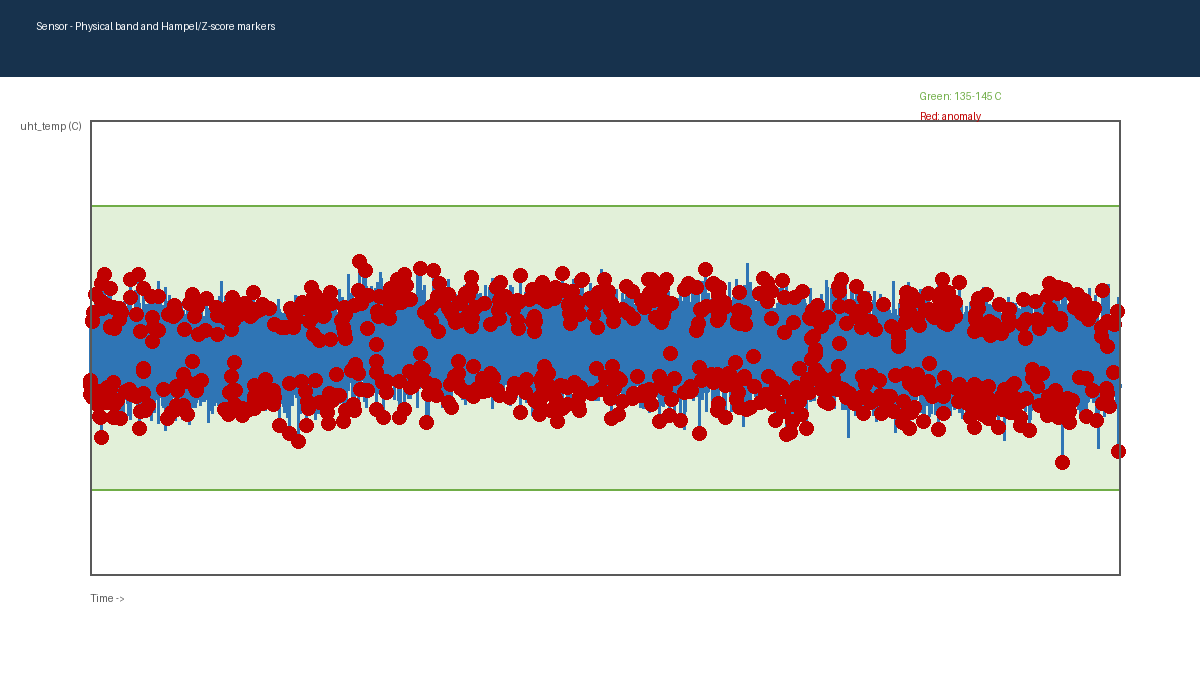 Sensor - Physical band and Hampel/Z-score markers
Green: 135-145 C
Red: anomaly
uht_temp (C)
Time ->